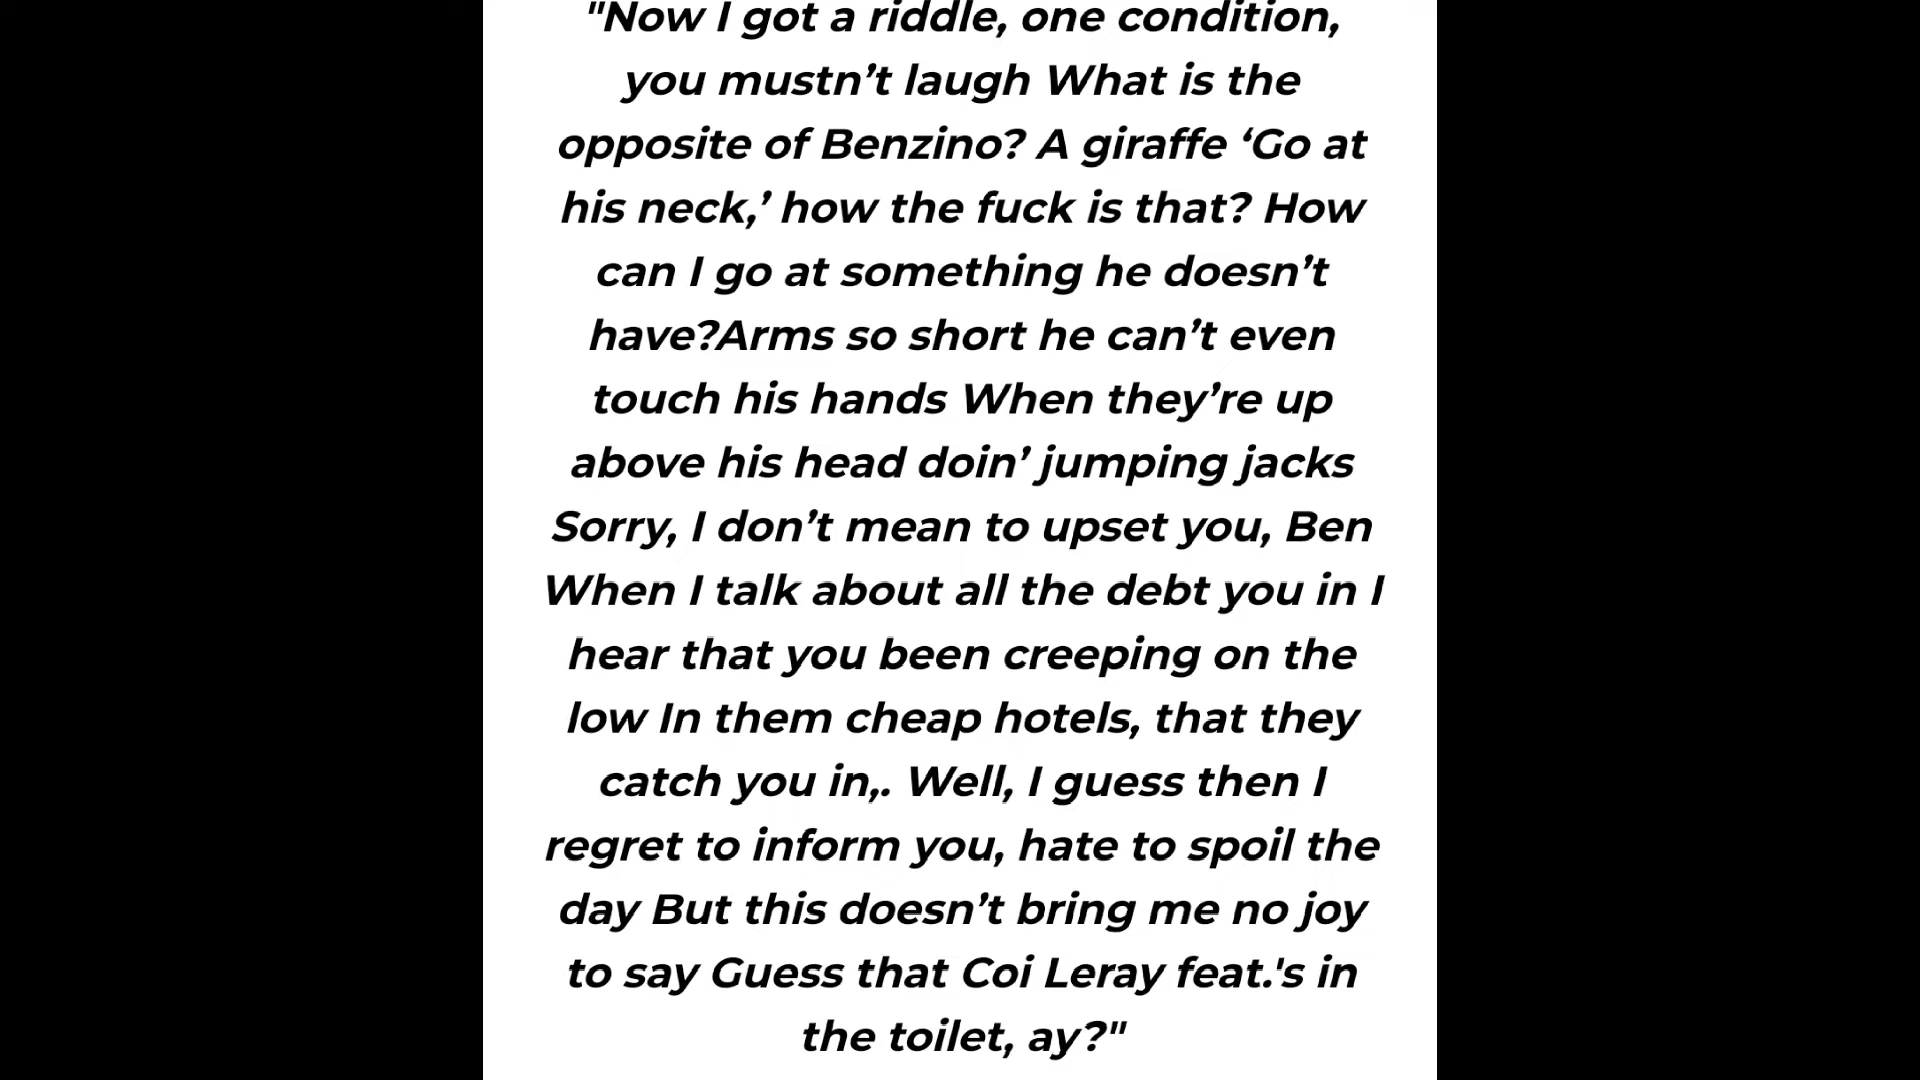 "Now I got a riddle, one condition,
you mustn’t laugh What is the
opposite of Benzino? A giraffe ‘Go at
his neck,’ how the fuck is that? How
can I go at something he doesn’t
have?Arms so short he can’t even
touch his hands When they’re up
above his head doin’ jumping jacks
Sorry, I don’t mean to upset you, Ben
When I talk about all the debt you in I
hear that you been creeping on the
low In them cheap hotels, that they
catch you in,. Well, I guess then I
regret to inform you, hate to spoil the
day But this doesn’t bring me no joy
to say Guess that Coi Leray feat.'s in
the toilet, ay?"